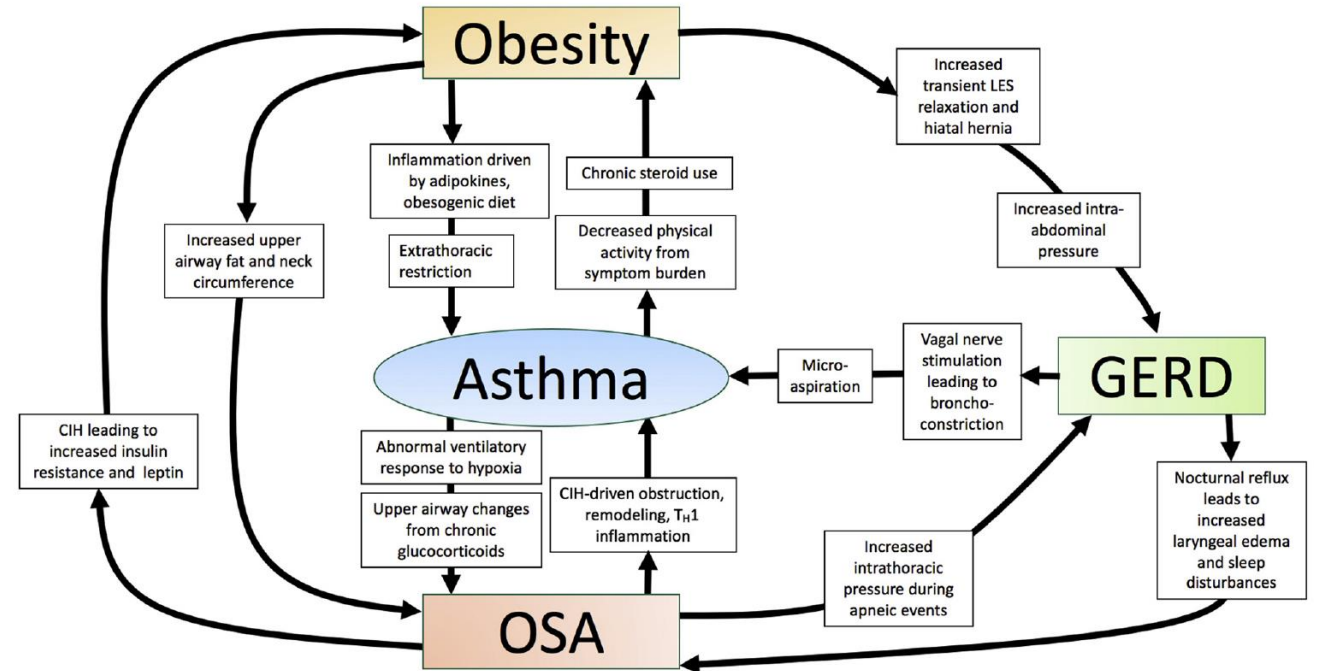 Obesity
Increased
transient LES
relaxation and
hiatal hernia
Inflammation driven
by adipokines,
obesogenic diet
Chronic steroid use
Increased intra-
abdominal
pressure
Increased upper
airway fat and neck
circumference
Extrathoracic
restriction
Decreased physical
activity from
symptom burden
Asthma
Micro-
aspiration
Vagal nerve
stimulation
leading to
broncho-
constriction
GERD
CIH leading to
increased insulin
resistance and leptin
Abnormal ventilatory
response to hypoxia
Upper airway changes
from chronic
glucocorticoids
CIH-driven obstruction,
remodeling, TH1
inflammation
Increased
intrathoracic
pressure during
apneic events
Nocturnal reflux
leads to
increased
laryngeal edema
and sleep
disturbances
OSA